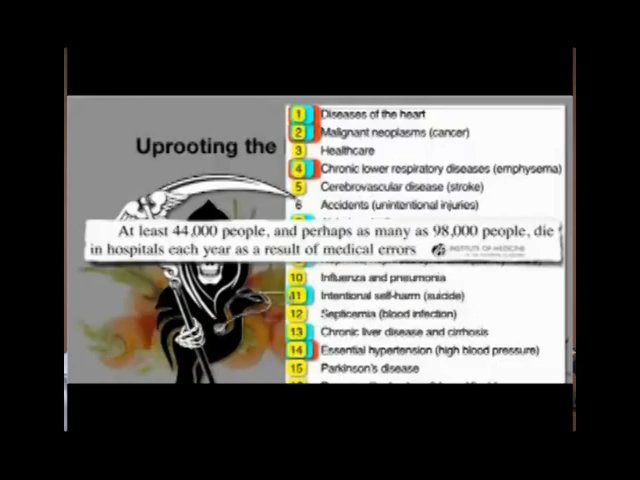 Uprooting the
1 Diseases of the heart
2 Malignant neoplasms (cancer)
3 Healthcare
4 Chronic lower respiratory diseases (emphysema)
5 Cerebrovascular disease (stroke)
6 Accidents (unintentional injuries)
At least 44,000 people, and perhaps as many as 98,000 people, die
in hospitals each year as a result of medical errors
INSTITUTE OF MEDICINE
10 Influenza and pneumonia
11 Intentional self-harm (suicide)
12 Septicemia (blood infection)
13 Chronic liver disease and cirrhosis
14 Essential hypertension (high blood pressure)
15 Parkinson's disease